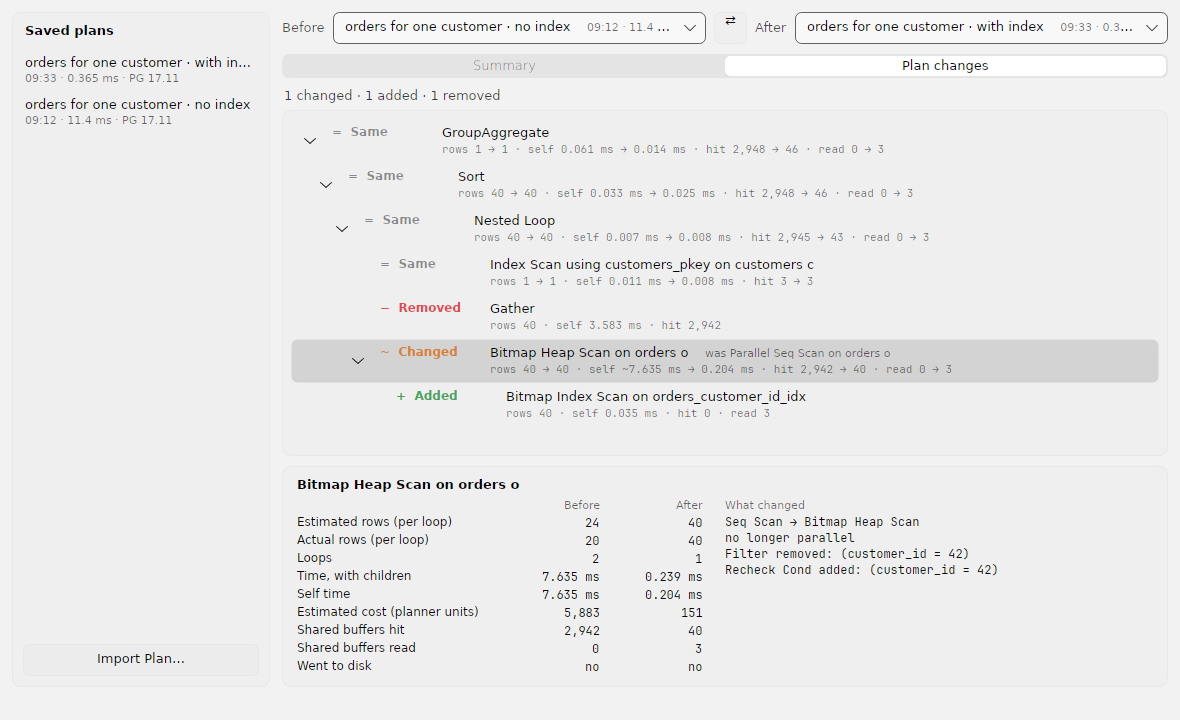 Saved plans
orders for one customer · with in...
09:33 · 0.365 ms · PG 17.11
orders for one customer · no index
09:12 · 11.4 ms · PG 17.11
Import Plan...
Before
orders for one customer · no index 09:12 · 11.4 ...
⇄
After
orders for one customer · with index 09:33 · 0.3...
Summary
Plan changes
1 changed · 1 added · 1 removed
= Same GroupAggregate
rows 1 → 1 · self 0.061 ms → 0.014 ms · hit 2,948 → 46 · read 0 → 3
= Same Sort
rows 40 → 40 · self 0.033 ms → 0.025 ms · hit 2,948 → 46 · read 0 → 3
= Same Nested Loop
rows 40 → 40 · self 0.007 ms → 0.008 ms · hit 2,945 → 43 · read 0 → 3
= Same Index Scan using customers_pkey on customers c
rows 1 → 1 · self 0.011 ms → 0.008 ms · hit 3 → 3
− Removed Gather
rows 40 · self 3.583 ms · hit 2,942
~ Changed Bitmap Heap Scan on orders o was Parallel Seq Scan on orders o
rows 40 → 40 · self ~7.635 ms → 0.204 ms · hit 2,942 → 40 · read 0 → 3
+ Added Bitmap Index Scan on orders_customer_id_idx
rows 40 · self 0.035 ms · hit 0 · read 3
Bitmap Heap Scan on orders o
Before After
Estimated rows (per loop) 24 40
Actual rows (per loop) 20 40
Loops 2 1
Time, with children 7.635 ms 0.239 ms
Self time 7.635 ms 0.204 ms
Estimated cost (planner units) 5,883 151
Shared buffers hit 2,942 40
Shared buffers read 0 3
Went to disk no no
What changed
Seq Scan → Bitmap Heap Scan
no longer parallel
Filter removed: (customer_id = 42)
Recheck Cond added: (customer_id = 42)